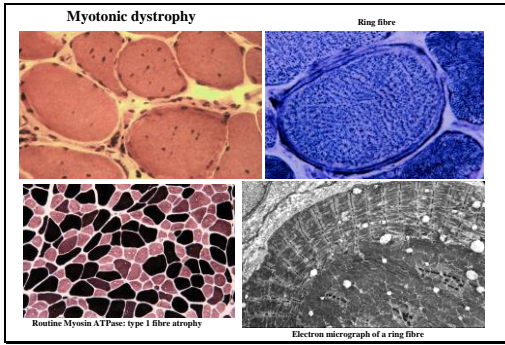 Myotonic dystrophy
Ring fibre
Routine Myosin ATPase: type 1 fibre atrophy
Electron micrograph of a ring fibre